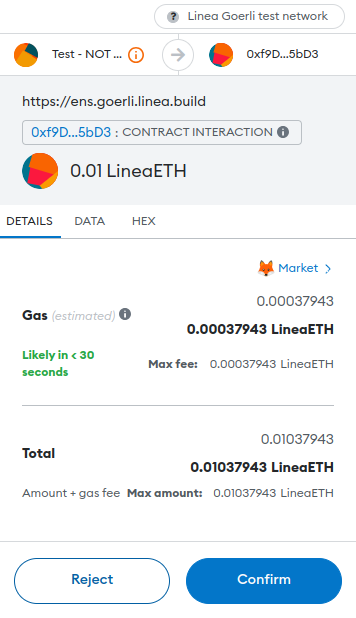 Linea Goerli test network
Test - NOT ...
0xf9D...5bD3
https://ens.goerli.linea.build
0xf9D...5bD3 : CONTRACT INTERACTION
0.01 LineaETH
DETAILS DATA HEX
Market
0.00037943
Gas (estimated)
0.00037943 LineaETH
Likely in < 30 seconds
Max fee: 0.00037943 LineaETH
0.01037943
Total
0.01037943 LineaETH
Amount + gas fee Max amount: 0.01037943 LineaETH
Reject Confirm